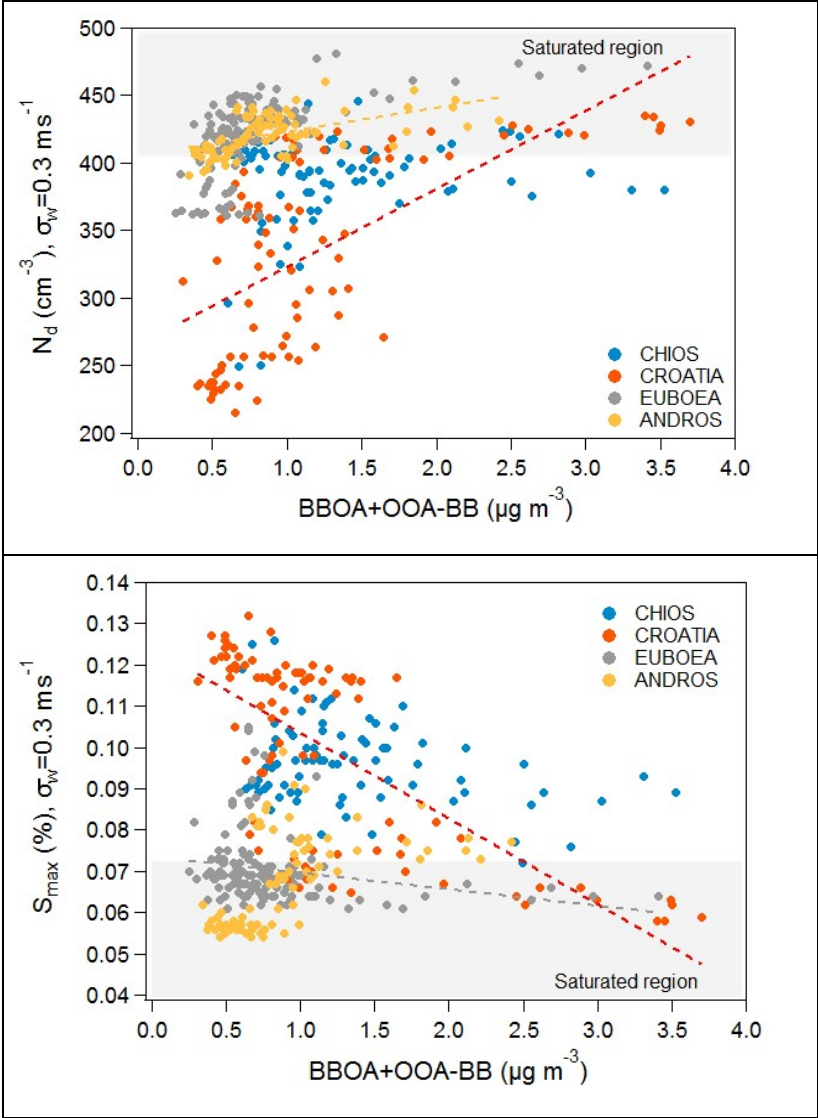 500
450
400
350
300
250
200
N_d (cm^-3), σ_w=0.3 ms^-1
Saturated region
CHIOS
CROATIA
EUBOEA
ANDROS
0.0 0.5 1.0 1.5 2.0 2.5 3.0 3.5 4.0
BBOA+OOA-BB (µg m^-3)
0.14
0.13
0.12
0.11
0.10
0.09
0.08
0.07
0.06
0.05
0.04
S_max (%), σ_w=0.3 ms^-1
CHIOS
CROATIA
EUBOEA
ANDROS
Saturated region
0.0 0.5 1.0 1.5 2.0 2.5 3.0 3.5 4.0
BBOA+OOA-BB (µg m^-3)